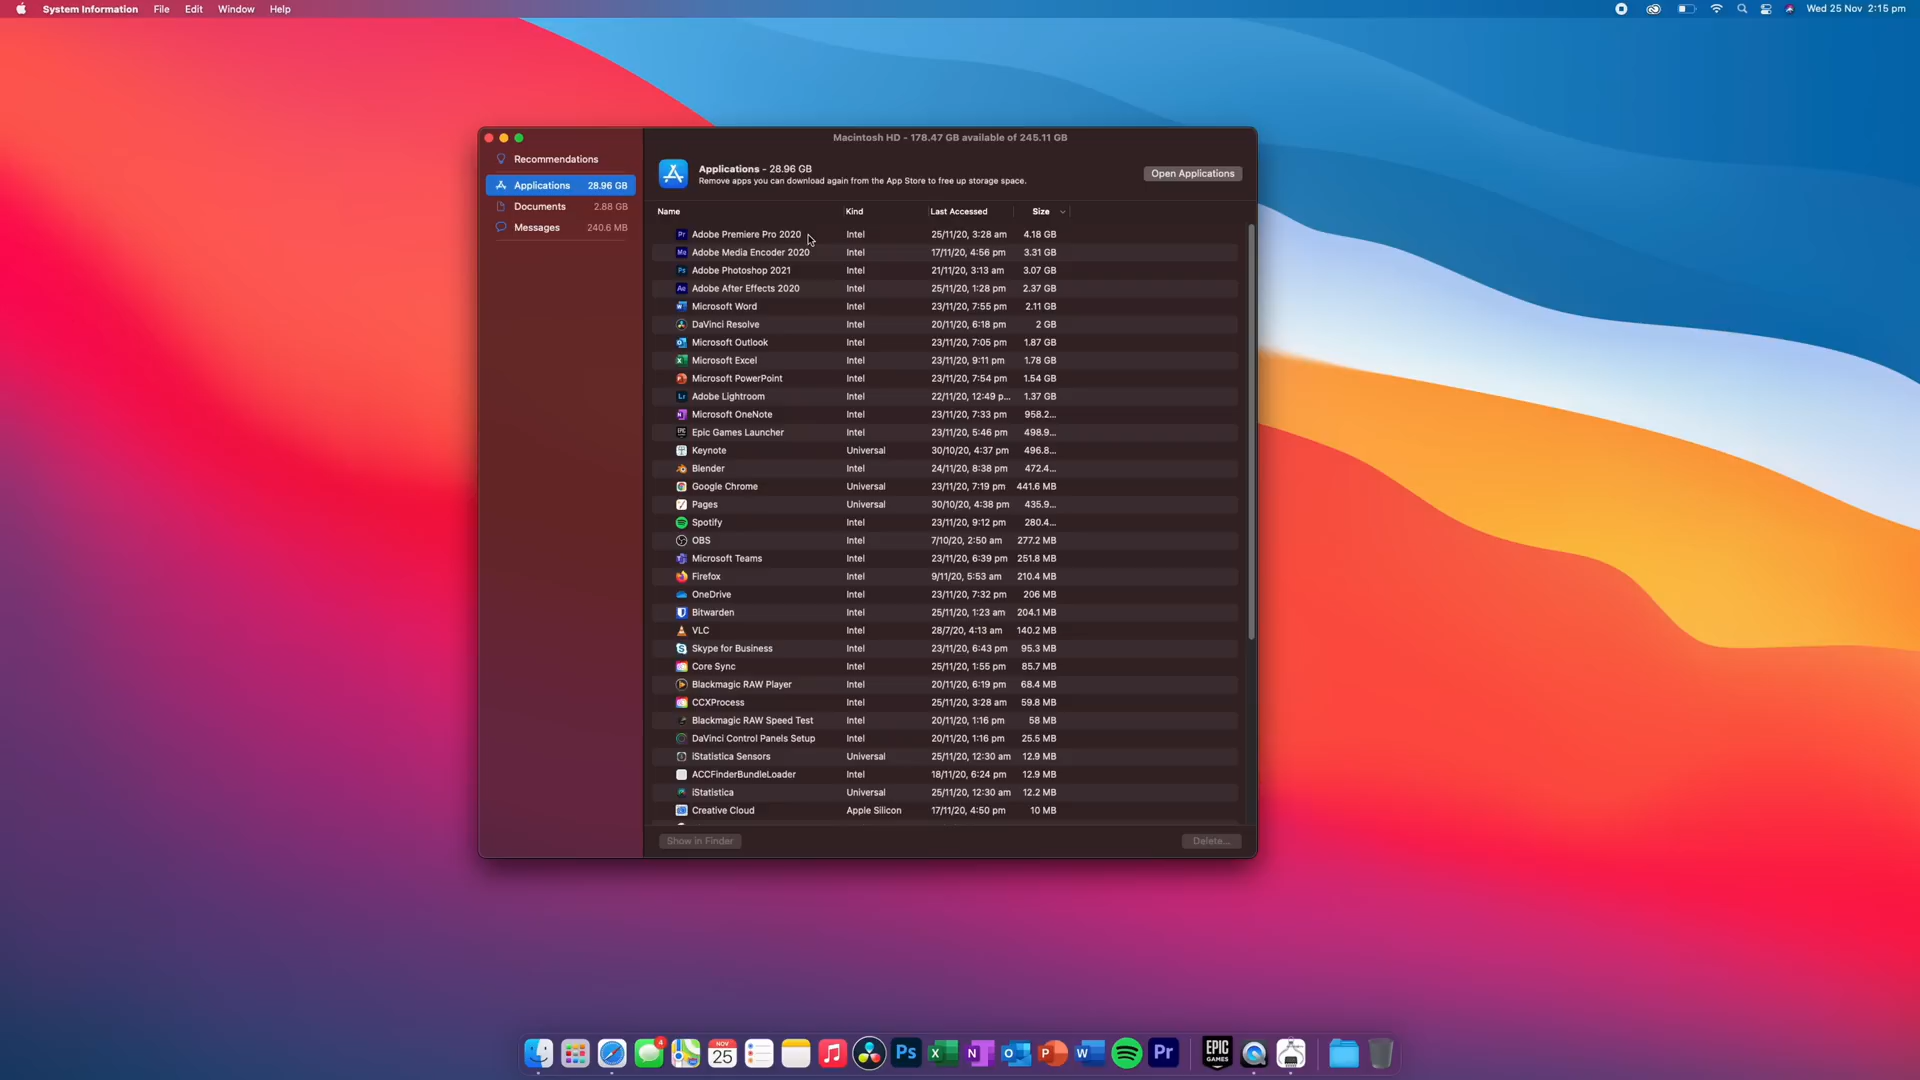 System Information File Edit Window Help
Wed 25 Nov 2:15 pm
Macintosh HD - 178.47 GB available of 245.11 GB
Recommendations
Applications 28.96 GB
Documents 2.88 GB
Messages 240.6 MB
Applications - 28.96 GB
Remove apps you can download again from the App Store to free up storage space.
Open Applications
Name Kind Last Accessed Size
Adobe Premiere Pro 2020 Intel 25/11/20, 3:28 am 4.18 GB
Adobe Media Encoder 2020 Intel 17/11/20, 4:56 pm 3.31 GB
Adobe Photoshop 2021 Intel 21/11/20, 3:13 am 3.07 GB
Adobe After Effects 2020 Intel 25/11/20, 1:28 pm 2.37 GB
Microsoft Word Intel 23/11/20, 7:55 pm 2.11 GB
DaVinci Resolve Intel 20/11/20, 6:18 pm 2 GB
Microsoft Outlook Intel 23/11/20, 7:05 pm 1.87 GB
Microsoft Excel Intel 23/11/20, 9:11 pm 1.78 GB
Microsoft PowerPoint Intel 23/11/20, 7:54 pm 1.54 GB
Adobe Lightroom Intel 22/11/20, 12:49 p... 1.37 GB
Microsoft OneNote Intel 23/11/20, 7:33 pm 958.2...
Epic Games Launcher Intel 23/11/20, 5:46 pm 498.9...
Keynote Universal 30/10/20, 4:37 pm 496.8...
Blender Intel 24/11/20, 8:38 pm 472.4...
Google Chrome Universal 23/11/20, 7:19 pm 441.6 MB
Pages Universal 30/10/20, 4:38 pm 435.9...
Spotify Intel 23/11/20, 9:12 pm 280.4...
OBS Intel 7/10/20, 2:50 am 277.2 MB
Microsoft Teams Intel 23/11/20, 6:39 pm 251.8 MB
Firefox Intel 9/11/20, 5:53 am 210.4 MB
OneDrive Intel 23/11/20, 7:32 pm 206 MB
Bitwarden Intel 25/11/20, 1:23 am 204.1 MB
VLC Intel 28/7/20, 4:13 am 140.2 MB
Skype for Business Intel 23/11/20, 6:43 pm 95.3 MB
Core Sync Intel 25/11/20, 1:55 pm 85.7 MB
Blackmagic RAW Player Intel 20/11/20, 6:19 pm 68.4 MB
CCXProcess Intel 25/11/20, 3:28 am 59.8 MB
Blackmagic RAW Speed Test Intel 20/11/20, 1:16 pm 58 MB
DaVinci Control Panels Setup Intel 20/11/20, 1:16 pm 25.5 MB
iStatistica Sensors Universal 25/11/20, 12:30 am 12.9 MB
ACCFinderBundleLoader Intel 18/11/20, 6:24 pm 12.9 MB
iStatistica Universal 25/11/20, 12:30 am 12.2 MB
Creative Cloud Apple Silicon 17/11/20, 4:50 pm 10 MB
Show in Finder Delete...
4
NOV
25
Ps
X
N
O
P
W
Pr
EPIC
GAMES